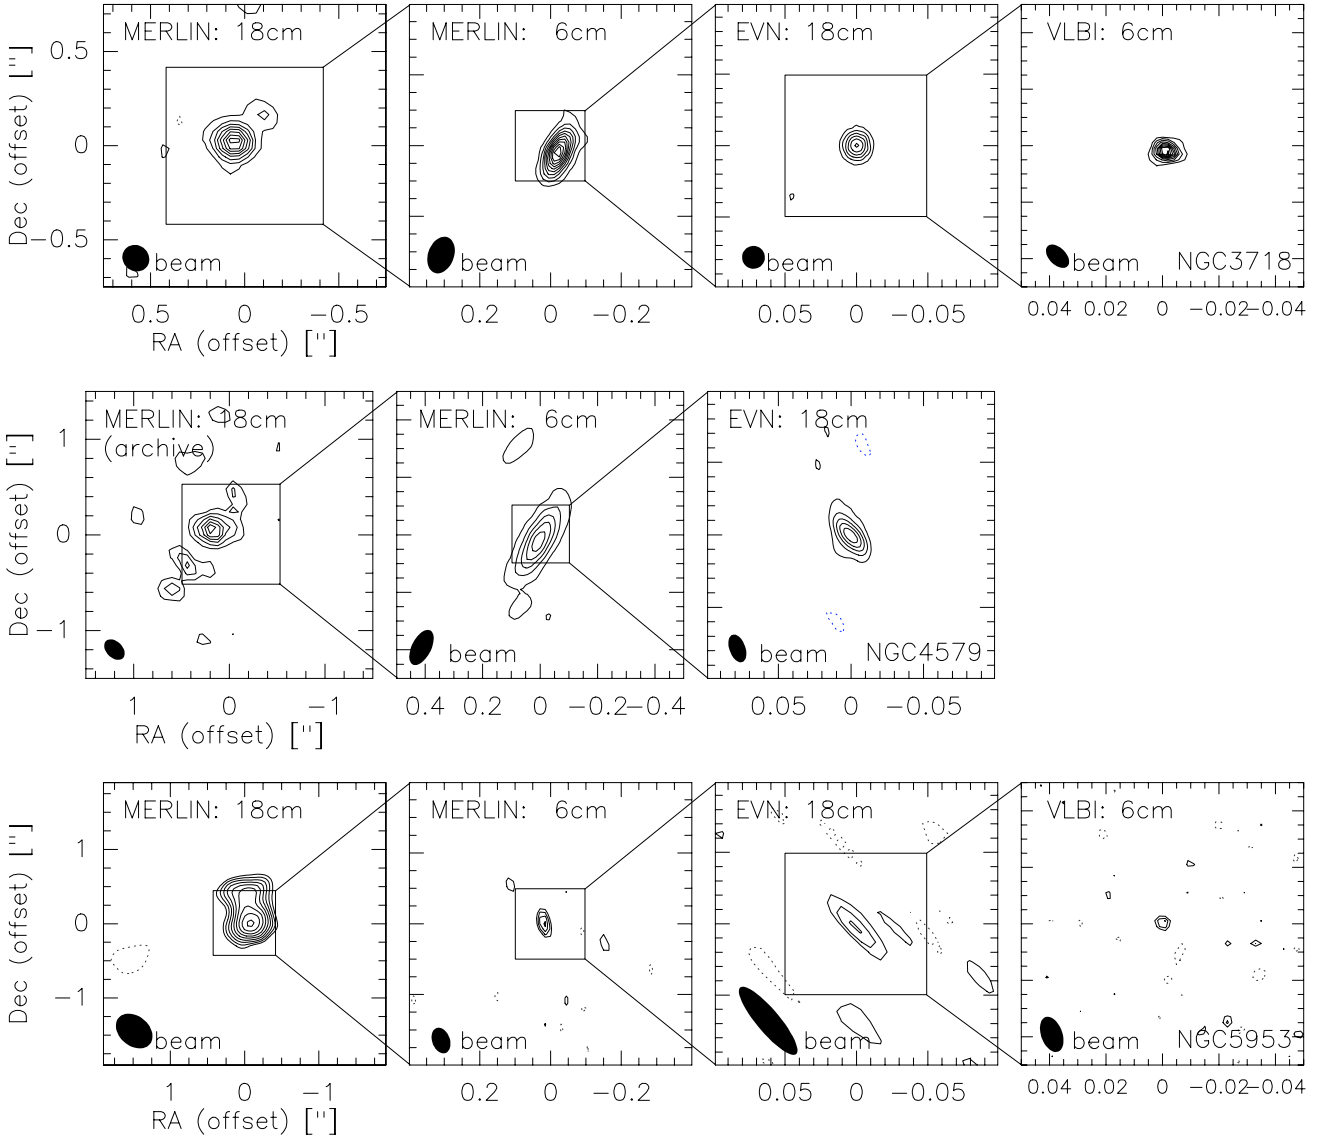 MERLIN: 18cm
MERLIN: 6cm
EVN: 18cm
VLBI: 6cm
Dec (offset) ["]
0.5
0
−0.5
beam
beam
beam
beam
NGC3718
0.5 0 −0.5
0.2 0 −0.2
0.05 0 −0.05
0.04 0.02 0 −0.02−0.04
RA (offset) ["]
MERLIN: 18cm
(archive)
MERLIN: 6cm
EVN: 18cm
Dec (offset) ["]
1
0
−1
beam
beam
NGC4579
1 0 −1
0.4 0.2 0 −0.2−0.4
0.05 0 −0.05
RA (offset) ["]
MERLIN: 18cm
MERLIN: 6cm
EVN: 18cm
VLBI: 6cm
Dec (offset) ["]
1
0
−1
beam
beam
beam
beam
NGC5953
1 0 −1
0.2 0 −0.2
0.05 0 −0.05
0.04 0.02 0 −0.02−0.04
RA (offset) ["]